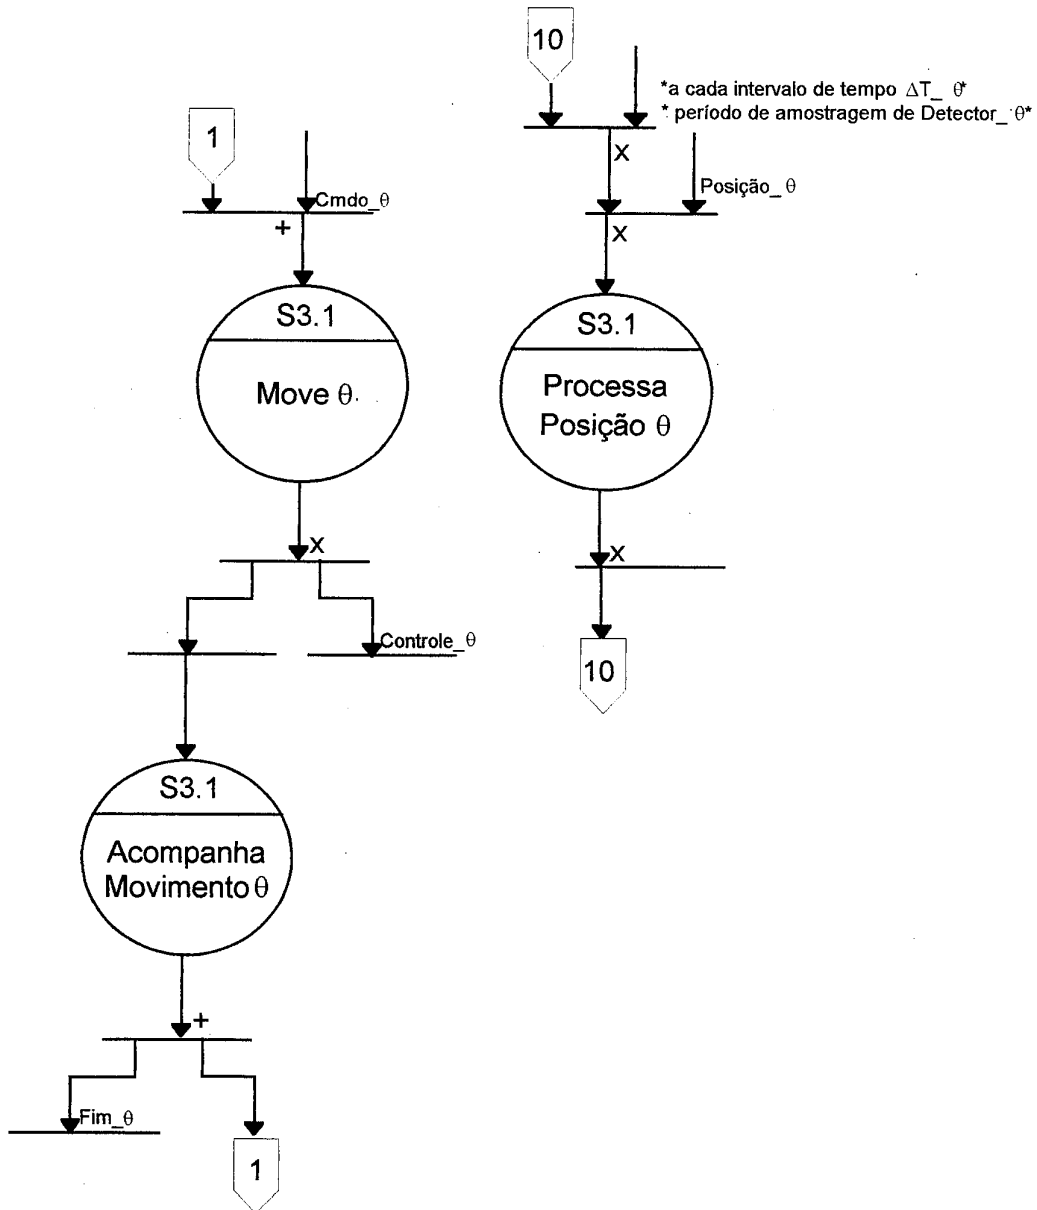 10
*a cada intervalo de tempo ΔT_ θ*
* período de amostragem de Detector_ θ*
1
X
Cmdo_θ
Posição_ θ
+
X
S3.1
Move θ
S3.1
Processa
Posição θ
X
X
Controle_θ
10
S3.1
Acompanha
Movimento θ
+
Fim_θ
1